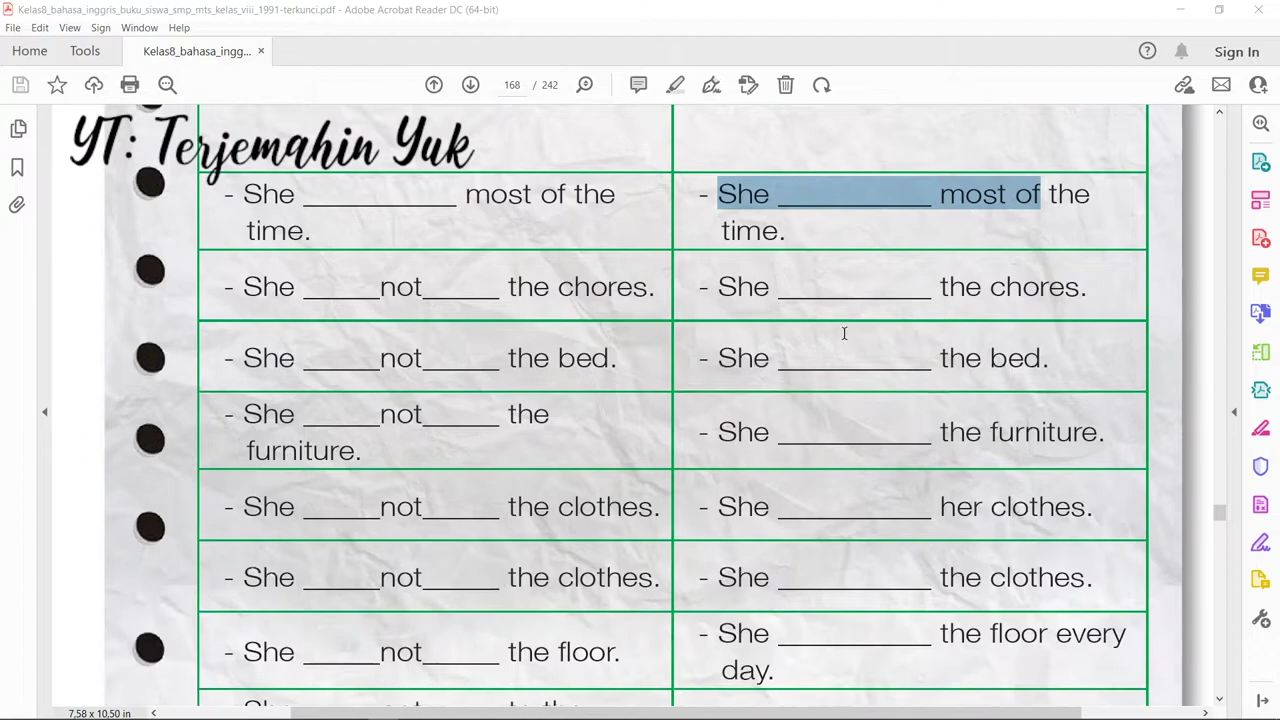 Kelas8_bahasa_inggris_buku_siswa_smp_mts_kelas_viii_1991-terkunci.pdf - Adobe Acrobat Reader DC (64-bit)
File Edit View Sign Window Help
Home Tools Kelas8_bahasa_ingg... × Sign In
168 / 242
YT: Terjemahin Yuk
- She __________ most of the
time.
- She __________ most of the
time.
- She _____not_____ the chores.
- She __________ the chores.
- She _____not_____ the bed.
- She __________ the bed.
- She _____not_____ the
furniture.
- She __________ the furniture.
- She _____not_____ the clothes.
- She __________ her clothes.
- She _____not_____ the clothes.
- She __________ the clothes.
- She _____not_____ the floor.
- She __________ the floor every
day.
7,58 x 10,50 in